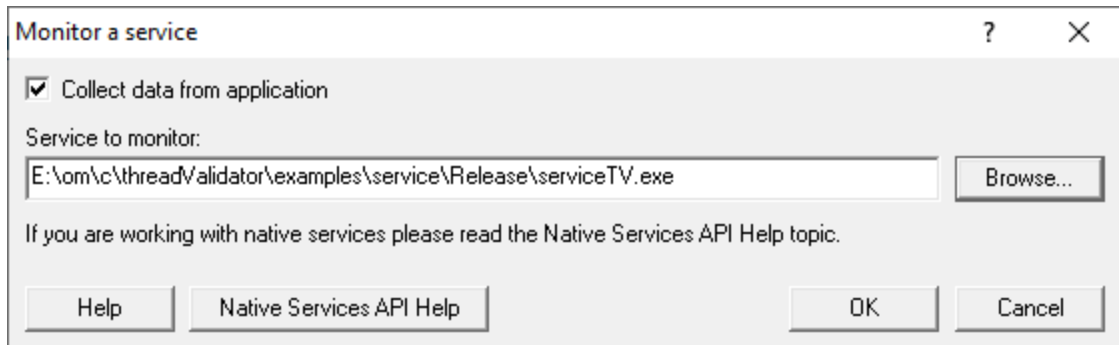 Monitor a service ?
Collect data from application
Service to monitor:
E:\om\c\threadValidator\examples\service\Release\serviceTV.exe Browse...
If you are working with native services please read the Native Services API Help topic.
Help Native Services API Help OK Cancel